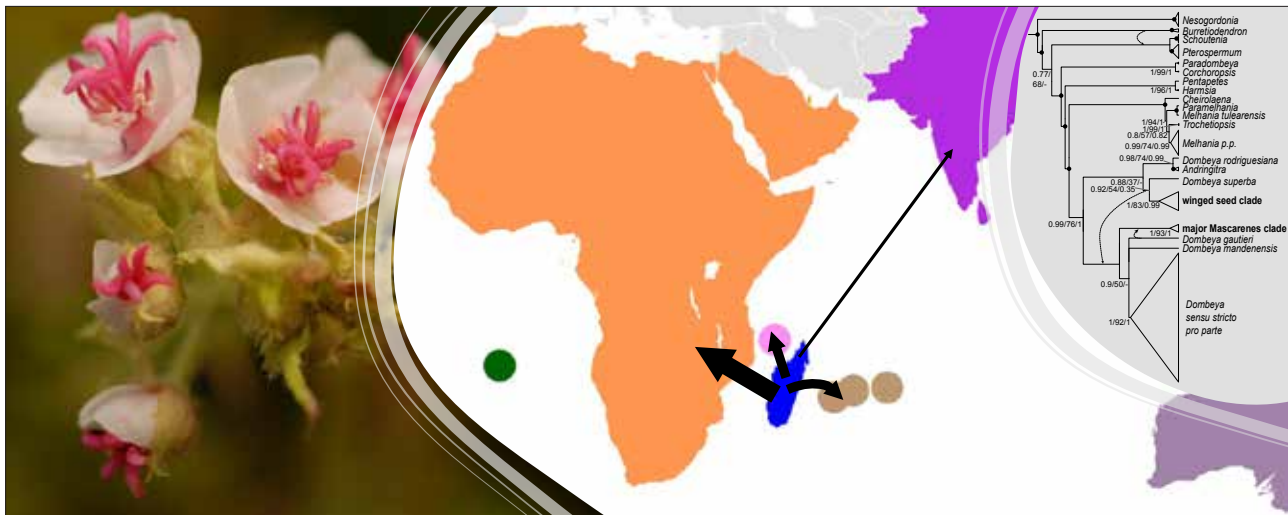 Nesogordonia
Burretiodendron
Schoutenia
Pterospermum
0.77/
68/-
Paradombeya
1/99/1
Corchoropsis
Pentapetes
1/96/1
Harmsia
Cheirolaena
Paramelhania
Melhania tulearensis
1/94/1
Trochetiopsis
1/99/1
0.8/57/0.82
Melhania p.p.
0.99/74/0.99
0.98/74/0.99
Dombeya rodriguesiana
Andringitra
0.88/37/-
Dombeya superba
0.92/54/0.35
winged seed clade
1/83/0.99
0.99/76/1
major Mascarenes clade
1/93/1
Dombeya gautieri
Dombeya mandenensis
0.9/50/-
Dombeya
sensu stricto
pro parte
1/92/1